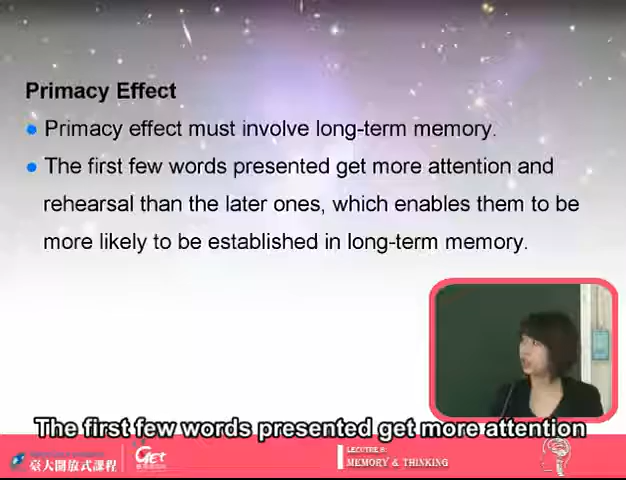 Primacy Effect
Primacy effect must involve long-term memory.
The first few words presented get more attention and
rehearsal than the later ones, which enables them to be
more likely to be established in long-term memory.
The first few words presented get more attention
臺大開放式課程
GET
LECUTRE 8:
MEMORY & THINKING